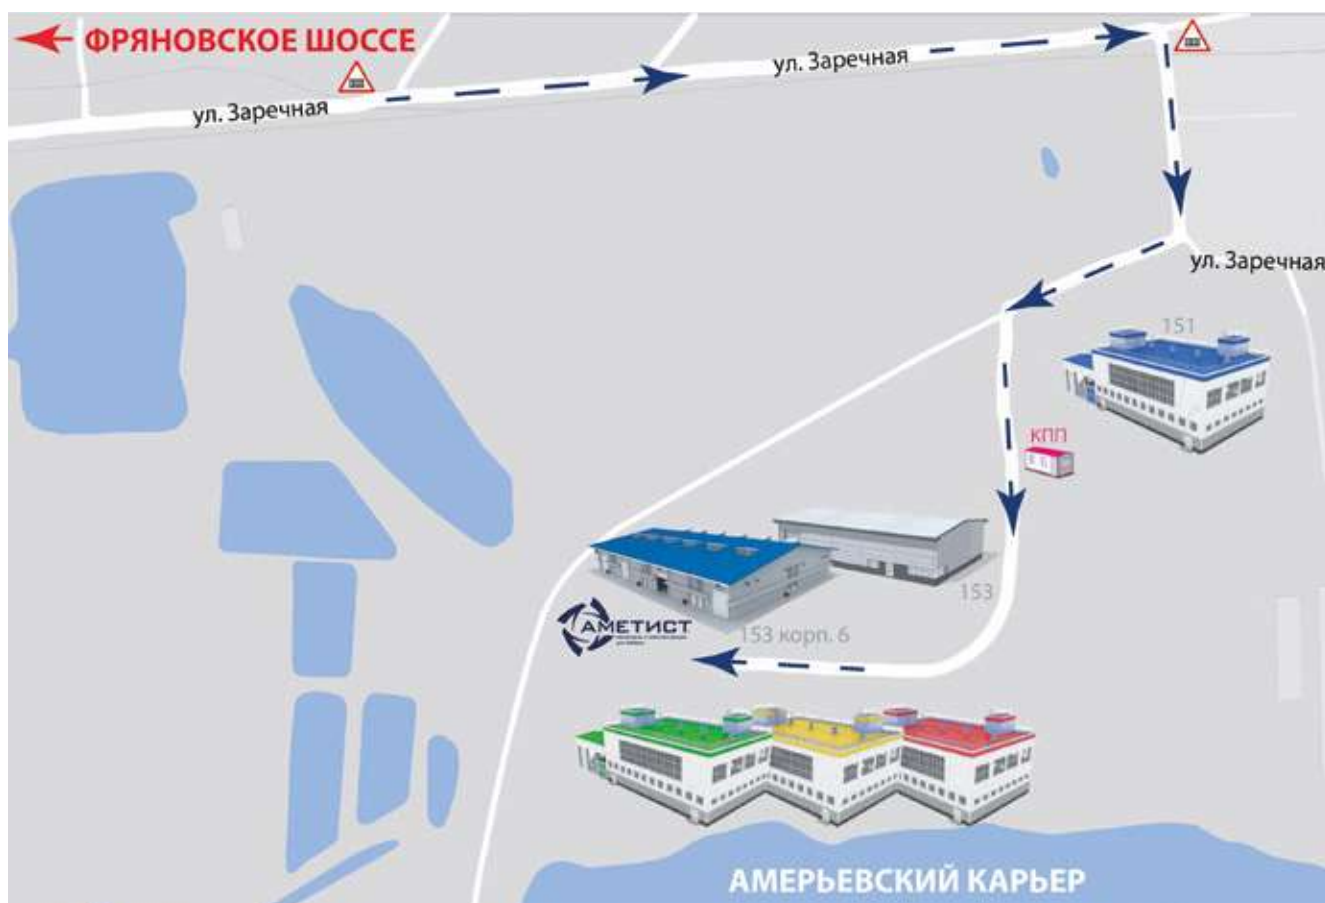 ФРЯНОВСКОЕ ШОССЕ
ул. Заречная
ул. Заречная
ул. Заречная
151
КПП
153
АМЕТИСТ
153 корп. 6
АМЕРЬЕВСКИЙ КАРЬЕР